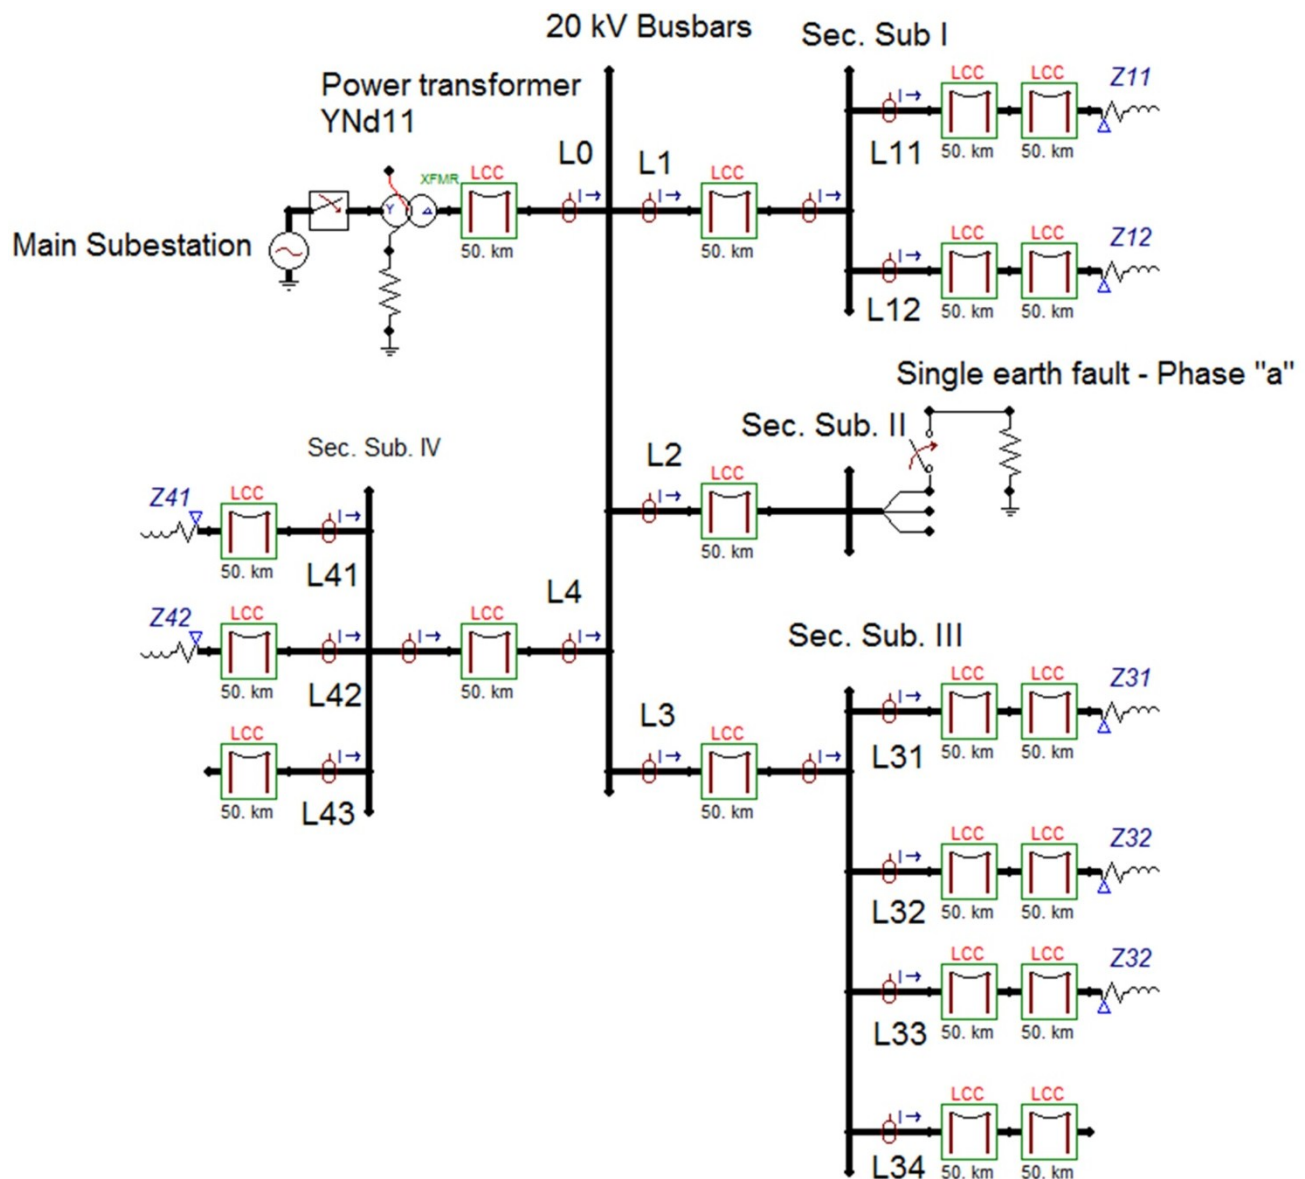 20 kV Busbars
Sec. Sub I
Power transformer
YNd11
XFMR
Y
Main Subestation
LCC
50. km
L0
I
L1
I
LCC
50. km
I
L11
I
LCC
50. km
LCC
50. km
Z11
L12
I
LCC
50. km
LCC
50. km
Z12
Single earth fault - Phase "a"
Sec. Sub. II
L2
I
LCC
50. km
Sec. Sub. IV
Z41
LCC
50. km
I
L41
Z42
LCC
50. km
I
L42
I
LCC
50. km
L4
I
LCC
50. km
I
L43
Sec. Sub. III
L3
I
LCC
50. km
I
L31
I
LCC
50. km
LCC
50. km
Z31
L32
I
LCC
50. km
LCC
50. km
Z32
L33
I
LCC
50. km
LCC
50. km
Z32
L34
I
LCC
50. km
LCC
50. km